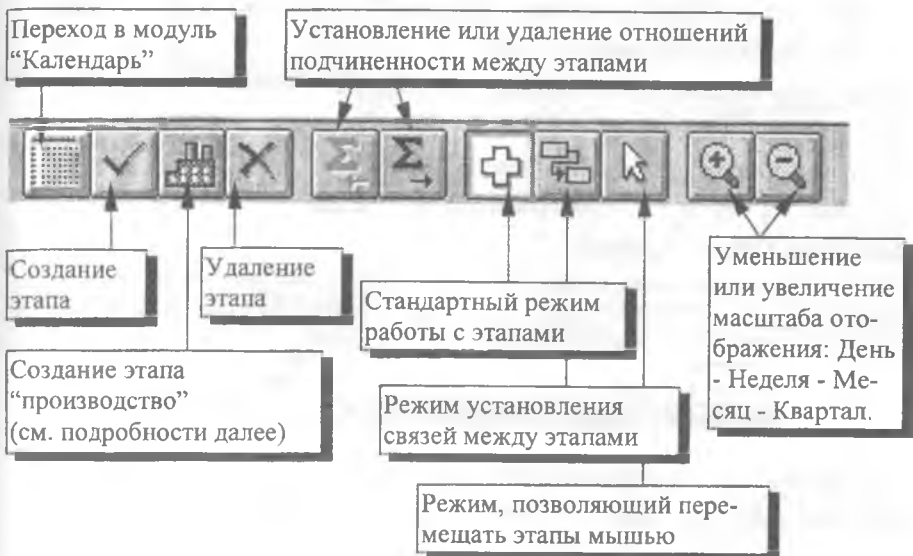 Переход в модуль
“Календарь”
Установление или удаление отношений
подчиненности между этапами
Создание
этапа
Удаление
этапа
Стандартный режим
работы с этапами
Уменьшение
или увеличение
масштаба ото-
бражения: День
- Неделя - Ме-
сяц - Квартал.
Создание этапа
“производство”
(см. подробности далее)
Режим установления
связей между этапами
Режим, позволяющий пере-
мещать этапы мышью